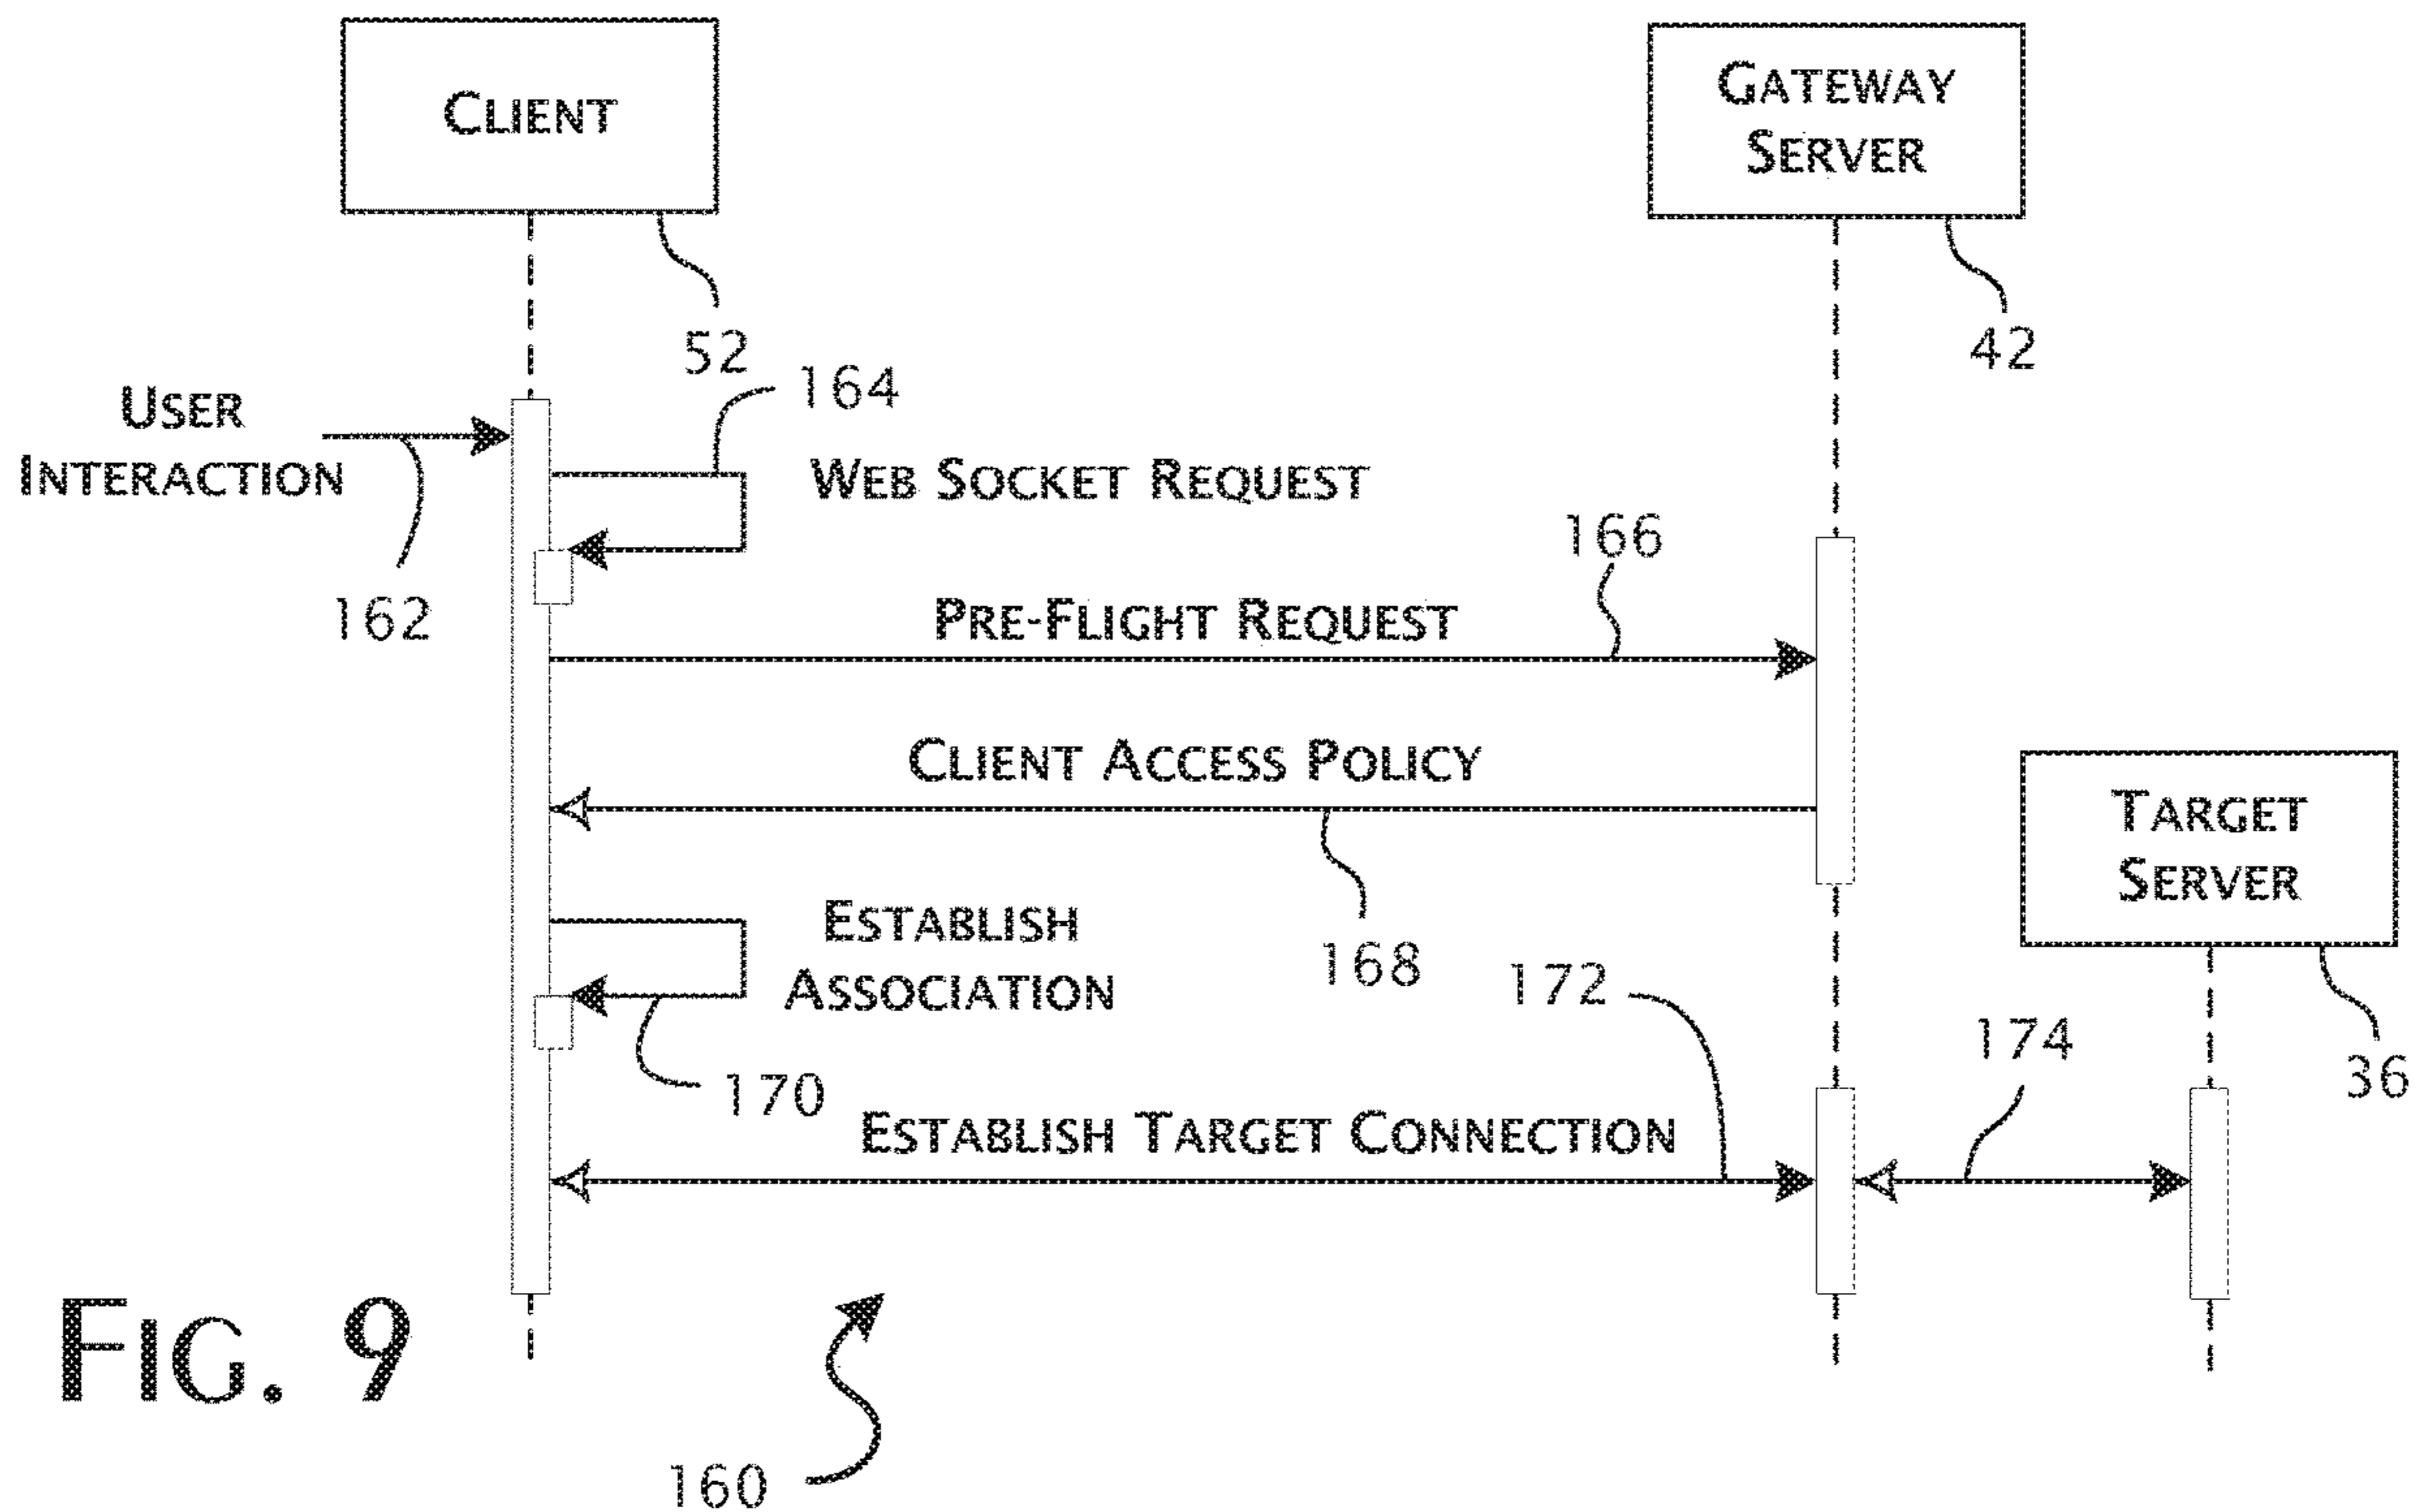 CLIENT
GATEWAY
SERVER
52
42
164
USER
INTERACTION
WEB SOCKET REQUEST
166
162
PRE-FLIGHT REQUEST
CLIENT ACCESS POLICY
TARGET
SERVER
ESTABLISH
ASSOCIATION
168
172
174
36
170
ESTABLISH TARGET CONNECTION
FIG. 9
160